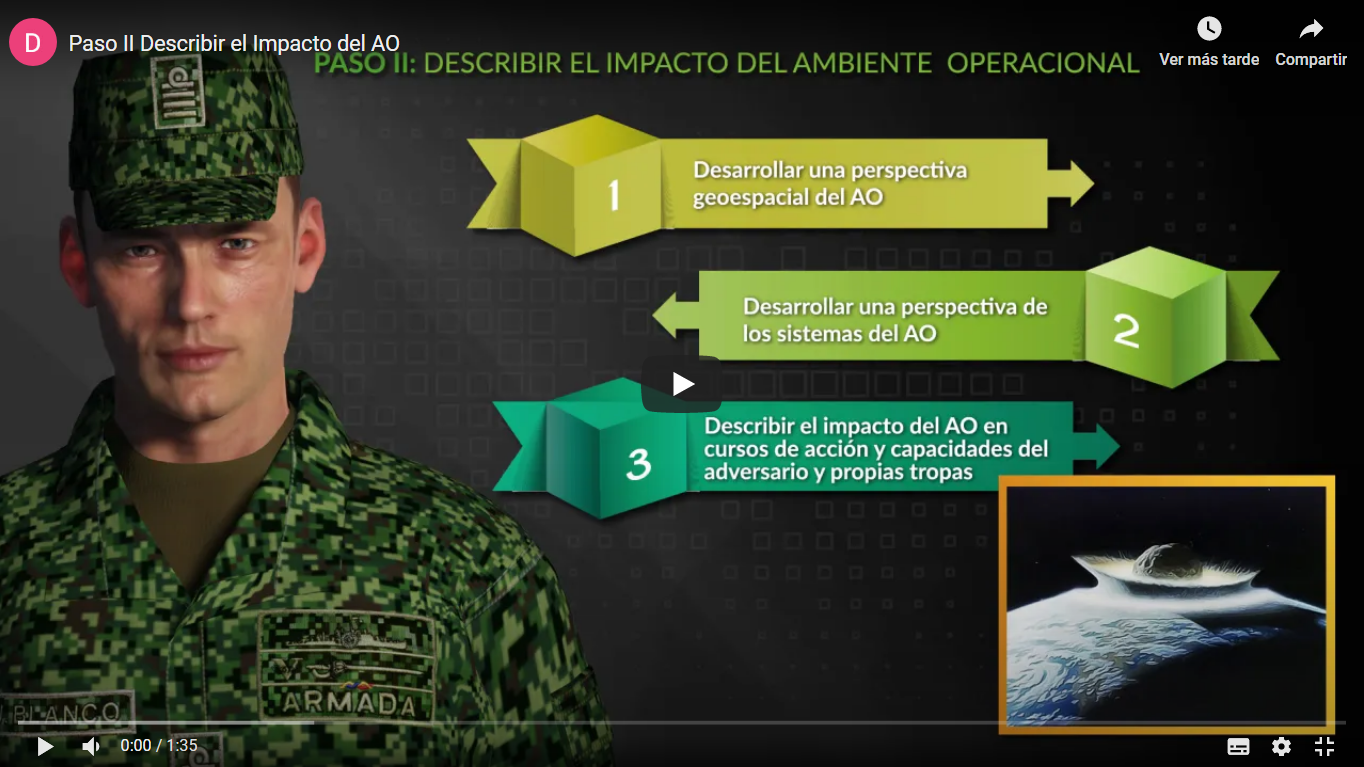 D
Paso II Describir el Impacto del AO
Ver más tarde
Compartir
PASO II: DESCRIBIR EL IMPACTO DEL AMBIENTE OPERACIONAL
1
Desarrollar una perspectiva
geoespacial del AO
Desarrollar una perspectiva de
los sistemas del AO
2
3
Describir el impacto del AO en
cursos de acción y capacidades del
adversario y propias tropas
BLANCO
ARMADA
0:00 / 1:35